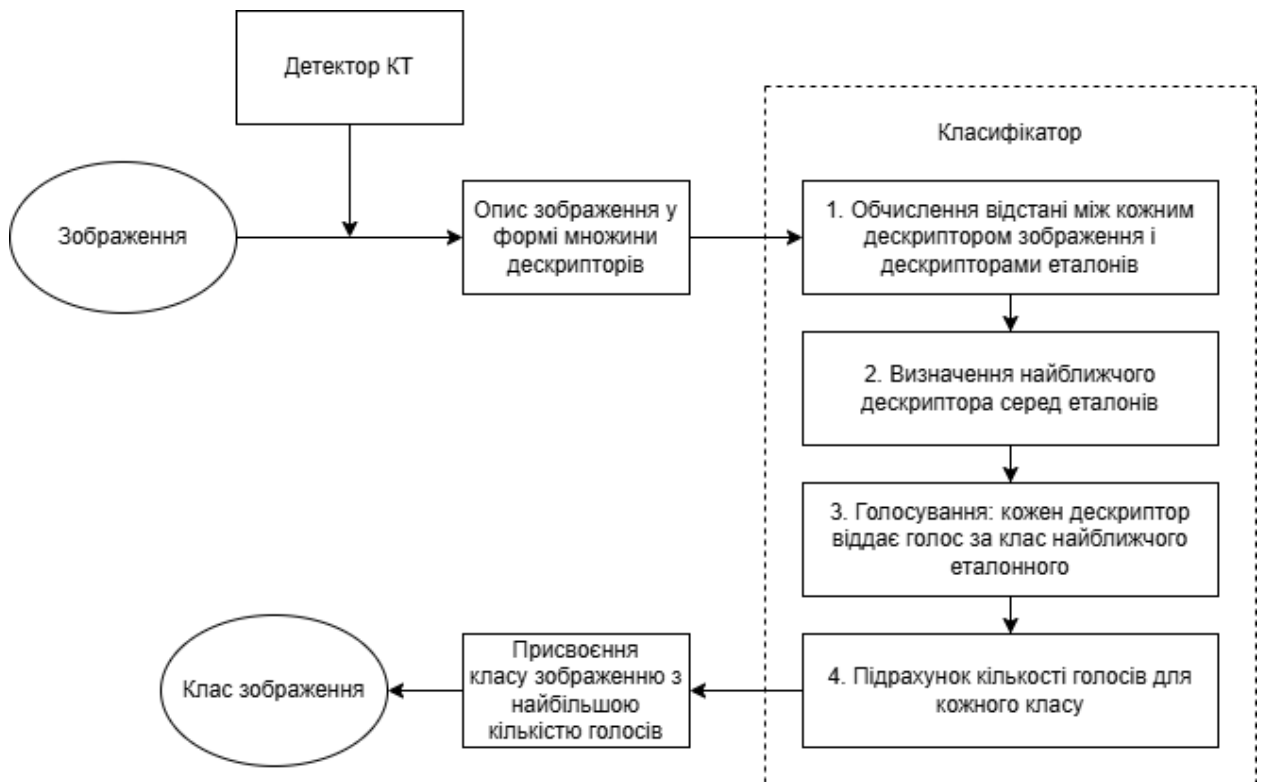 Детектор КТ
Класифікатор
Зображення
Опис зображення у
формі множини
дескрипторів
1. Обчислення відстані між кожним
дескриптором зображення і
дескрипторами еталонів
2. Визначення найближчого
дескриптора серед еталонів
3. Голосування: кожен дескриптор
віддає голос за клас найближчого
еталонного
4. Підрахунок кількості голосів для
кожного класу
Присвоєння
класу зображенню з
найбільшою
кількістю голосів
Клас зображення